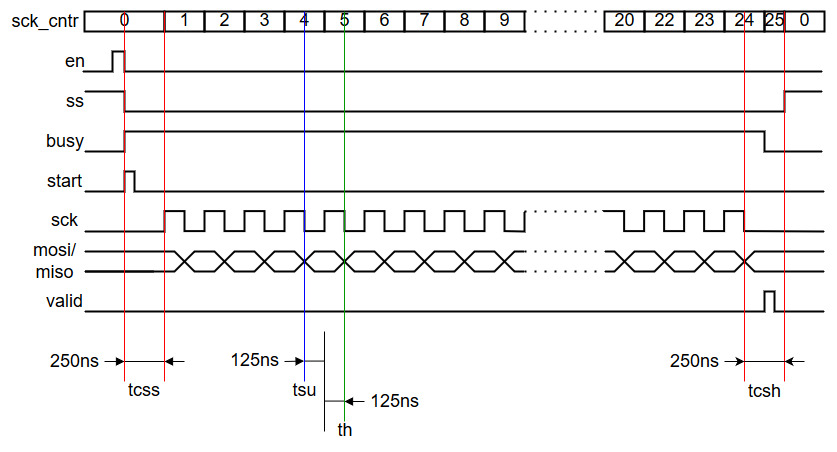 sck_cntr 0 1 2 3 4 5 6 7 8 9 20 22 23 24 25 0
en
ss
busy
start
sck
mosi/
miso
valid
250ns 125ns 250ns
tcss tsu tcsh
125ns
th